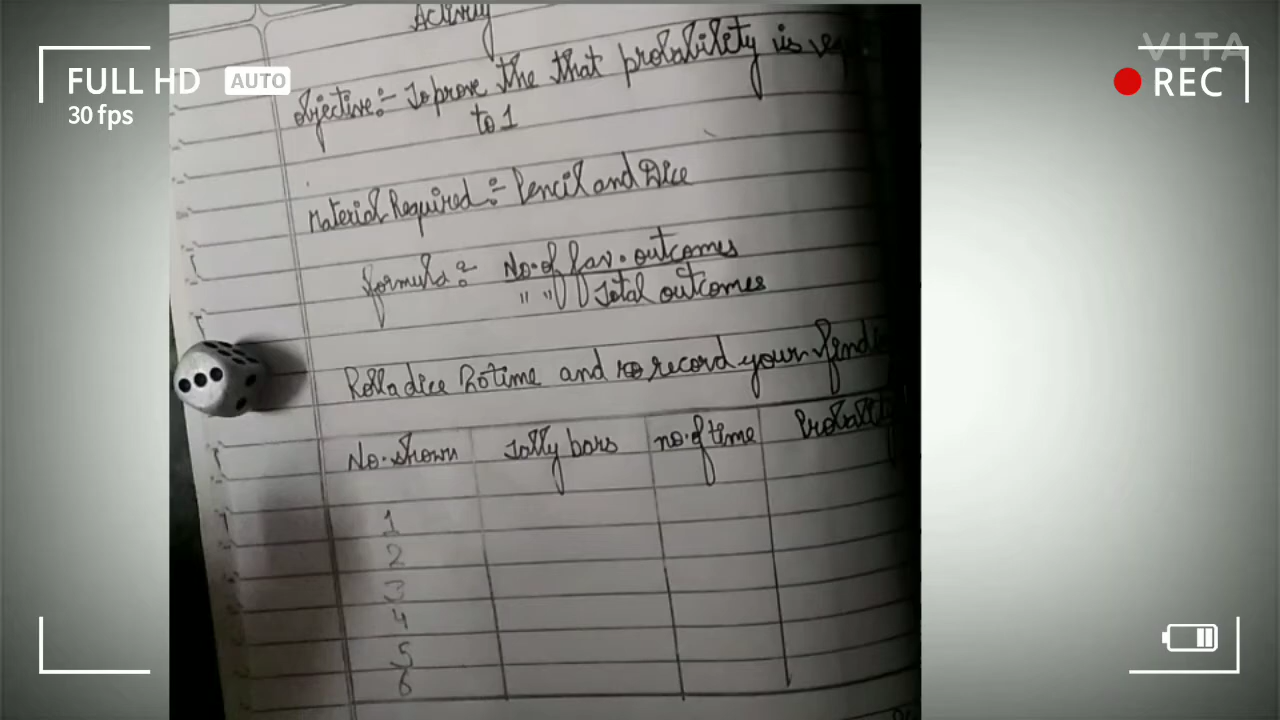 Activity
Objective:- To prove the that probability is
to 1
Material Required:- Pencil and Dice
formula:- No. of fav. outcomes
" " Total outcomes
Roll a dice 20 time and record your
No. shown Tally bars no. of time
1
2
3
4
5
6
FULL HD AUTO
30 fps
VITA
REC